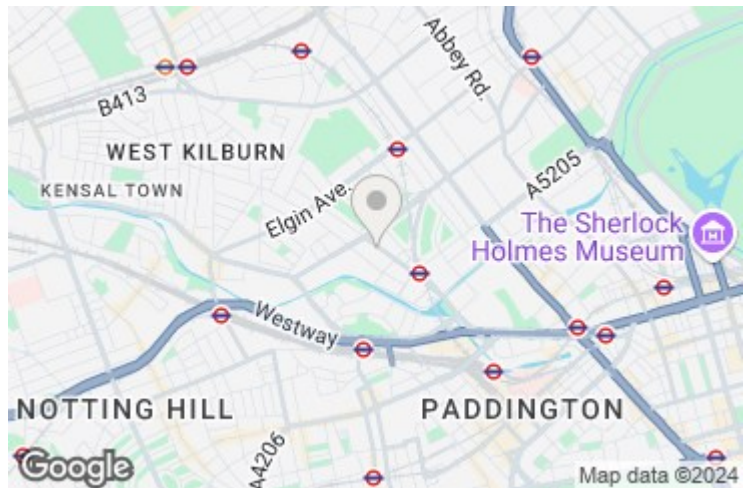 Abbey Rd.
B413
WEST KILBURN
A5205
KENSAL TOWN
Elgin Ave.
The Sherlock
Holmes Museum
Westway
NOTTING HILL
PADDINGTON
A206
Google
Map data ©2024